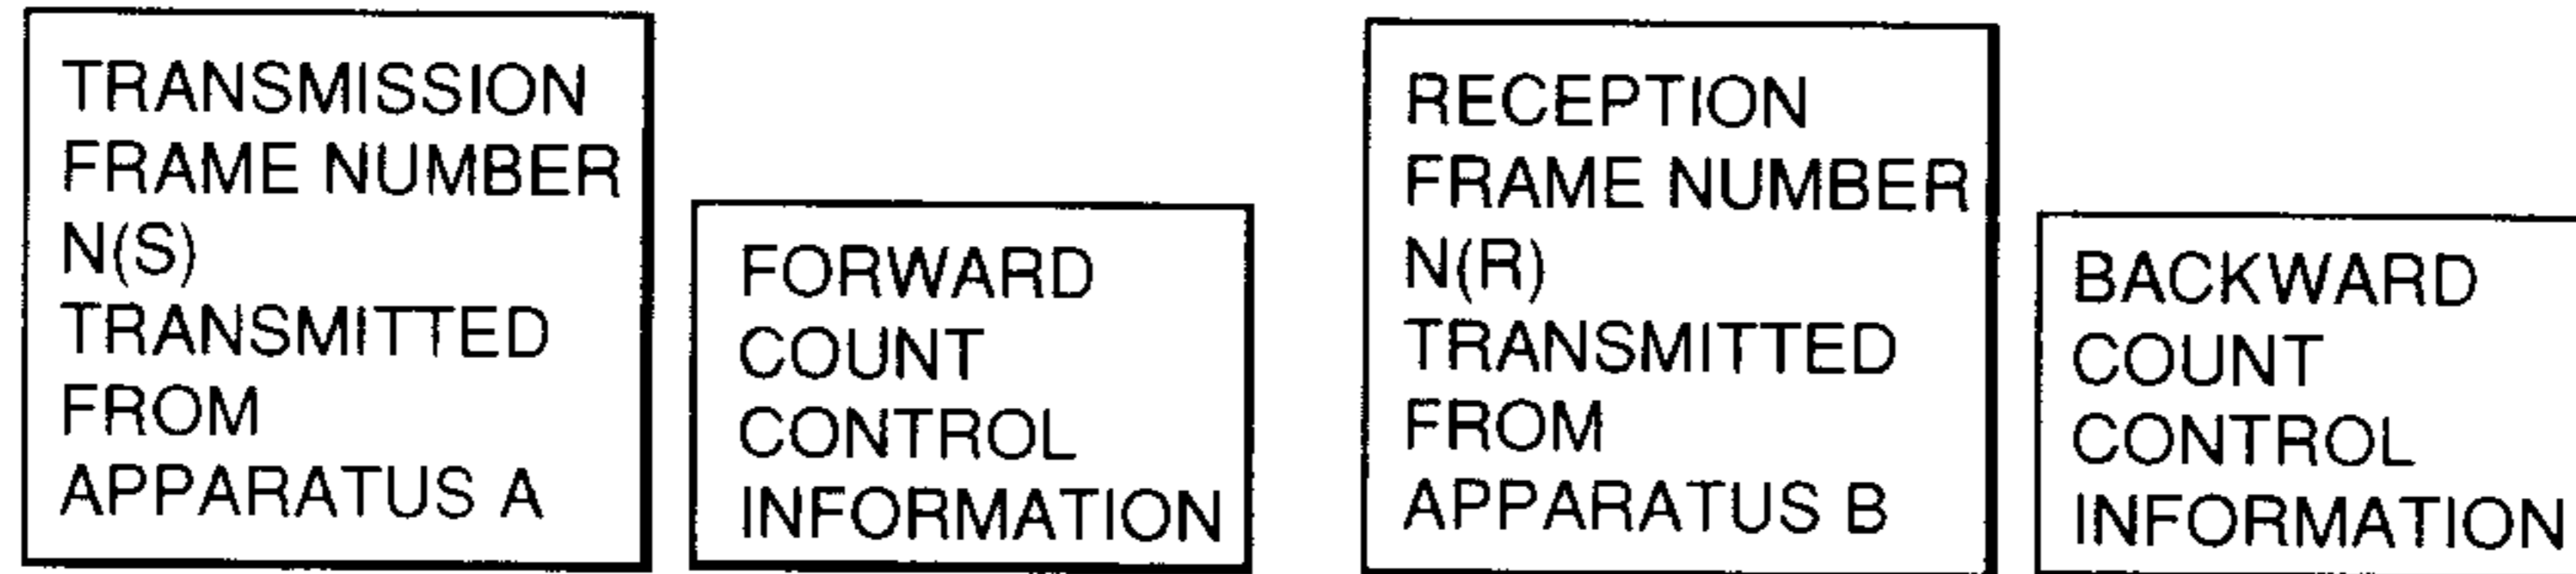 TRANSMISSION
FRAME NUMBER
N(S)
TRANSMITTED
FROM
APPARATUS A
FORWARD
COUNT
CONTROL
INFORMATION
RECEPTION
FRAME NUMBER
N(R)
TRANSMITTED
FROM
APPARATUS B
BACKWARD
COUNT
CONTROL
INFORMATION